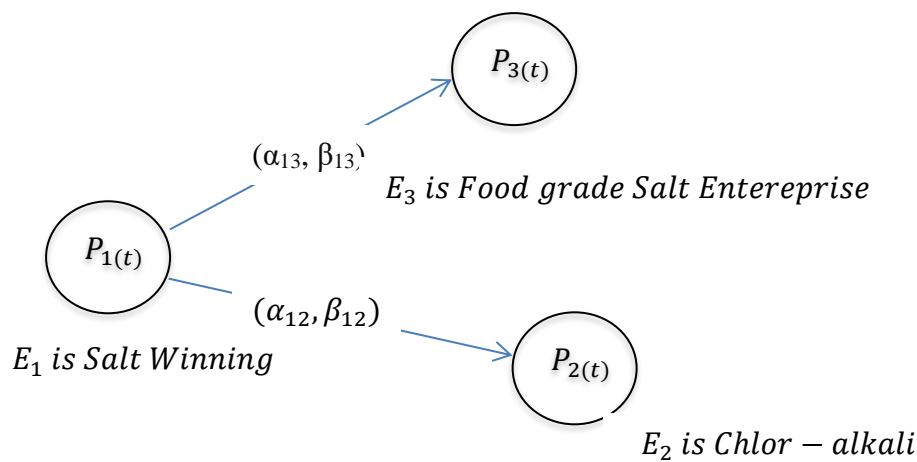 P₃₍ₜ₎
(α₁₃, β₁₃)
E₃ is Food grade Salt Entereprise
P₁₍ₜ₎
(α₁₂, β₁₂)
E₁ is Salt Winning
P₂₍ₜ₎
E₂ is Chlor − alkali